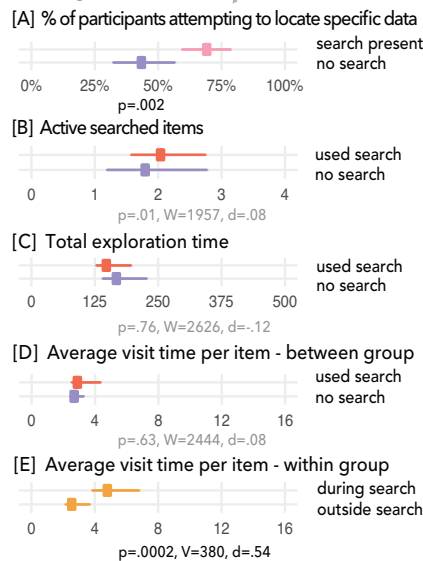 [A] % of participants attempting to locate specific data
search present
no search
0% 25% 50% 75% 100%
p=.002
[B] Active searched items
used search
no search
0 1 2 3 4
p=.01, W=1957, d=.08
[C] Total exploration time
used search
no search
0 125 250 375 500
p=.76, W=2626, d=-.12
[D] Average visit time per item - between group
used search
no search
0 4 8 12 16
p=.63, W=2444, d=.08
[E] Average visit time per item - within group
during search
outside search
0 4 8 12 16
p=.0002, V=380, d=.54